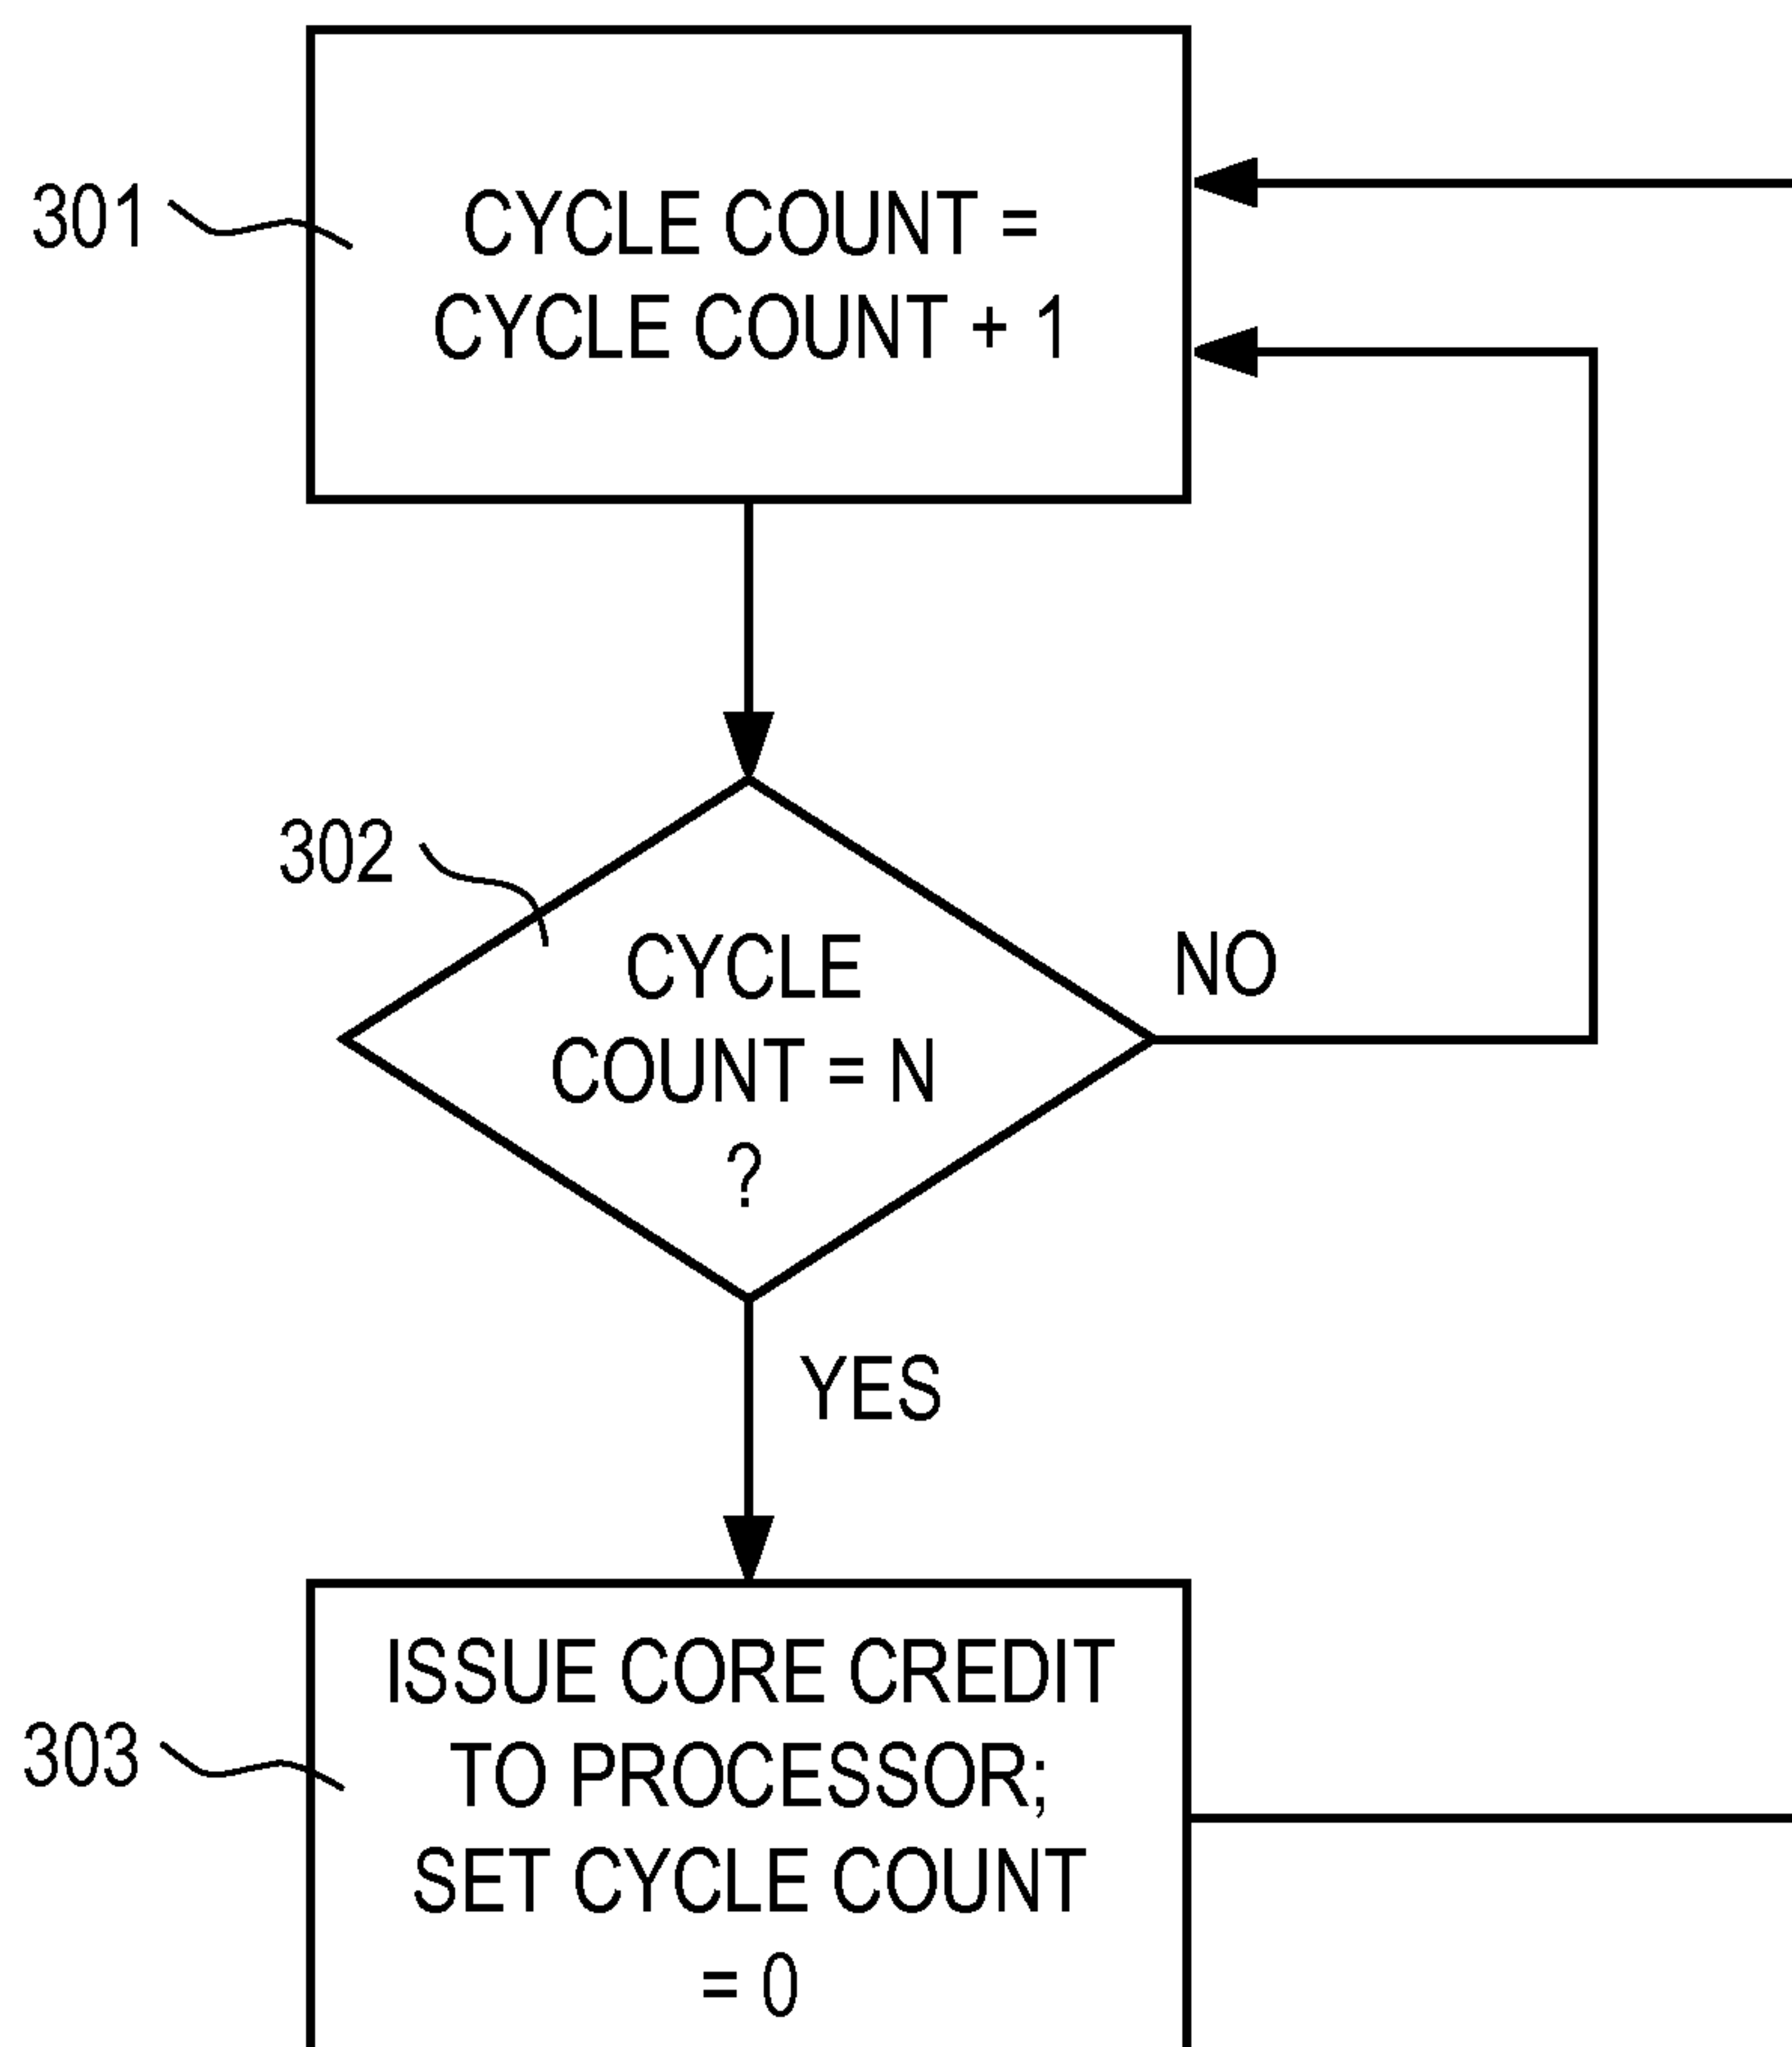 301
CYCLE COUNT =
CYCLE COUNT + 1
302
CYCLE
COUNT = N
?
NO
YES
303
ISSUE CORE CREDIT
TO PROCESSOR;
SET CYCLE COUNT
= 0